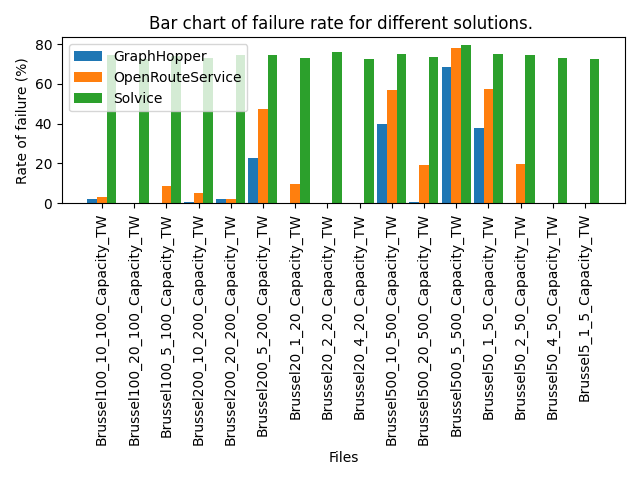 Bar chart of failure rate for different solutions.
GraphHopper
OpenRouteService
Solvice
Rate of failure (%)
80
60
40
20
0
Brussel100_10_100_Capacity_TW
Brussel100_20_100_Capacity_TW
Brussel100_5_100_Capacity_TW
Brussel200_10_200_Capacity_TW
Brussel200_20_200_Capacity_TW
Brussel200_5_200_Capacity_TW
Brussel20_1_20_Capacity_TW
Brussel20_2_20_Capacity_TW
Brussel20_4_20_Capacity_TW
Brussel500_10_500_Capacity_TW
Brussel500_20_500_Capacity_TW
Brussel500_5_500_Capacity_TW
Brussel50_1_50_Capacity_TW
Brussel50_2_50_Capacity_TW
Brussel50_4_50_Capacity_TW
Brussel5_1_5_Capacity_TW
Files